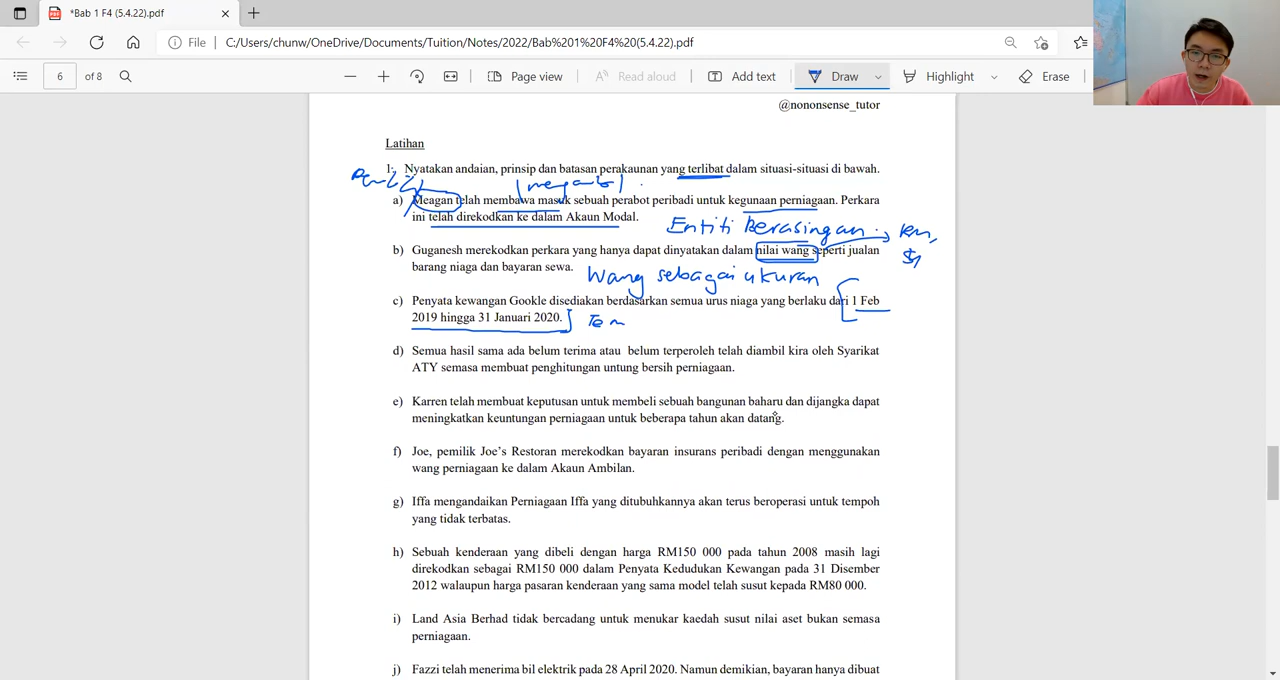 *Bab 1 F4 (5.4.22).pdf
File C:/Users/chunw/OneDrive/Documents/Tuition/Notes/2022/Bab%201%20F4%20(5.4.22).pdf
6 of 8 Page view Read aloud Add text Draw Highlight Erase
@nononsense_tutor
Latihan
1. Nyatakan andaian, prinsip dan batasan perakaunan yang terlibat dalam situasi-situasi di bawah.
a) Meagan telah membawa masuk sebuah perabot peribadi untuk kegunaan perniagaan. Perkara
ini telah direkodkan ke dalam Akaun Modal.
Entiti berasingan. RM,
b) Guganesh merekodkan perkara yang hanya dapat dinyatakan dalam nilai wang seperti jualan
$,
barang niaga dan bayaran sewa.
Wang sebagai ukuran
c) Penyata kewangan Gookle disediakan berdasarkan semua urus niaga yang berlaku dari 1 Feb
2019 hingga 31 Januari 2020. Tem
d) Semua hasil sama ada belum terima atau belum terperoleh telah diambil kira oleh Syarikat
ATY semasa membuat penghitungan untung bersih perniagaan.
e) Karren telah membuat keputusan untuk membeli sebuah bangunan baharu dan dijangka dapat
meningkatkan keuntungan perniagaan untuk beberapa tahun akan datang.
f) Joe, pemilik Joe's Restoran merekodkan bayaran insurans peribadi dengan menggunakan
wang perniagaan ke dalam Akaun Ambilan.
g) Iffa mengandaikan Perniagaan Iffa yang ditubuhkannya akan terus beroperasi untuk tempoh
yang tidak terbatas.
h) Sebuah kenderaan yang dibeli dengan harga RM150 000 pada tahun 2008 masih lagi
direkodkan sebagai RM150 000 dalam Penyata Kedudukan Kewangan pada 31 Disember
2012 walaupun harga pasaran kenderaan yang sama model telah susut kepada RM80 000.
i) Land Asia Berhad tidak bercadang untuk menukar kaedah susut nilai aset bukan semasa
perniagaan.
j) Fazzi telah menerima bil elektrik pada 28 April 2020. Namun demikian, bayaran hanya dibuat